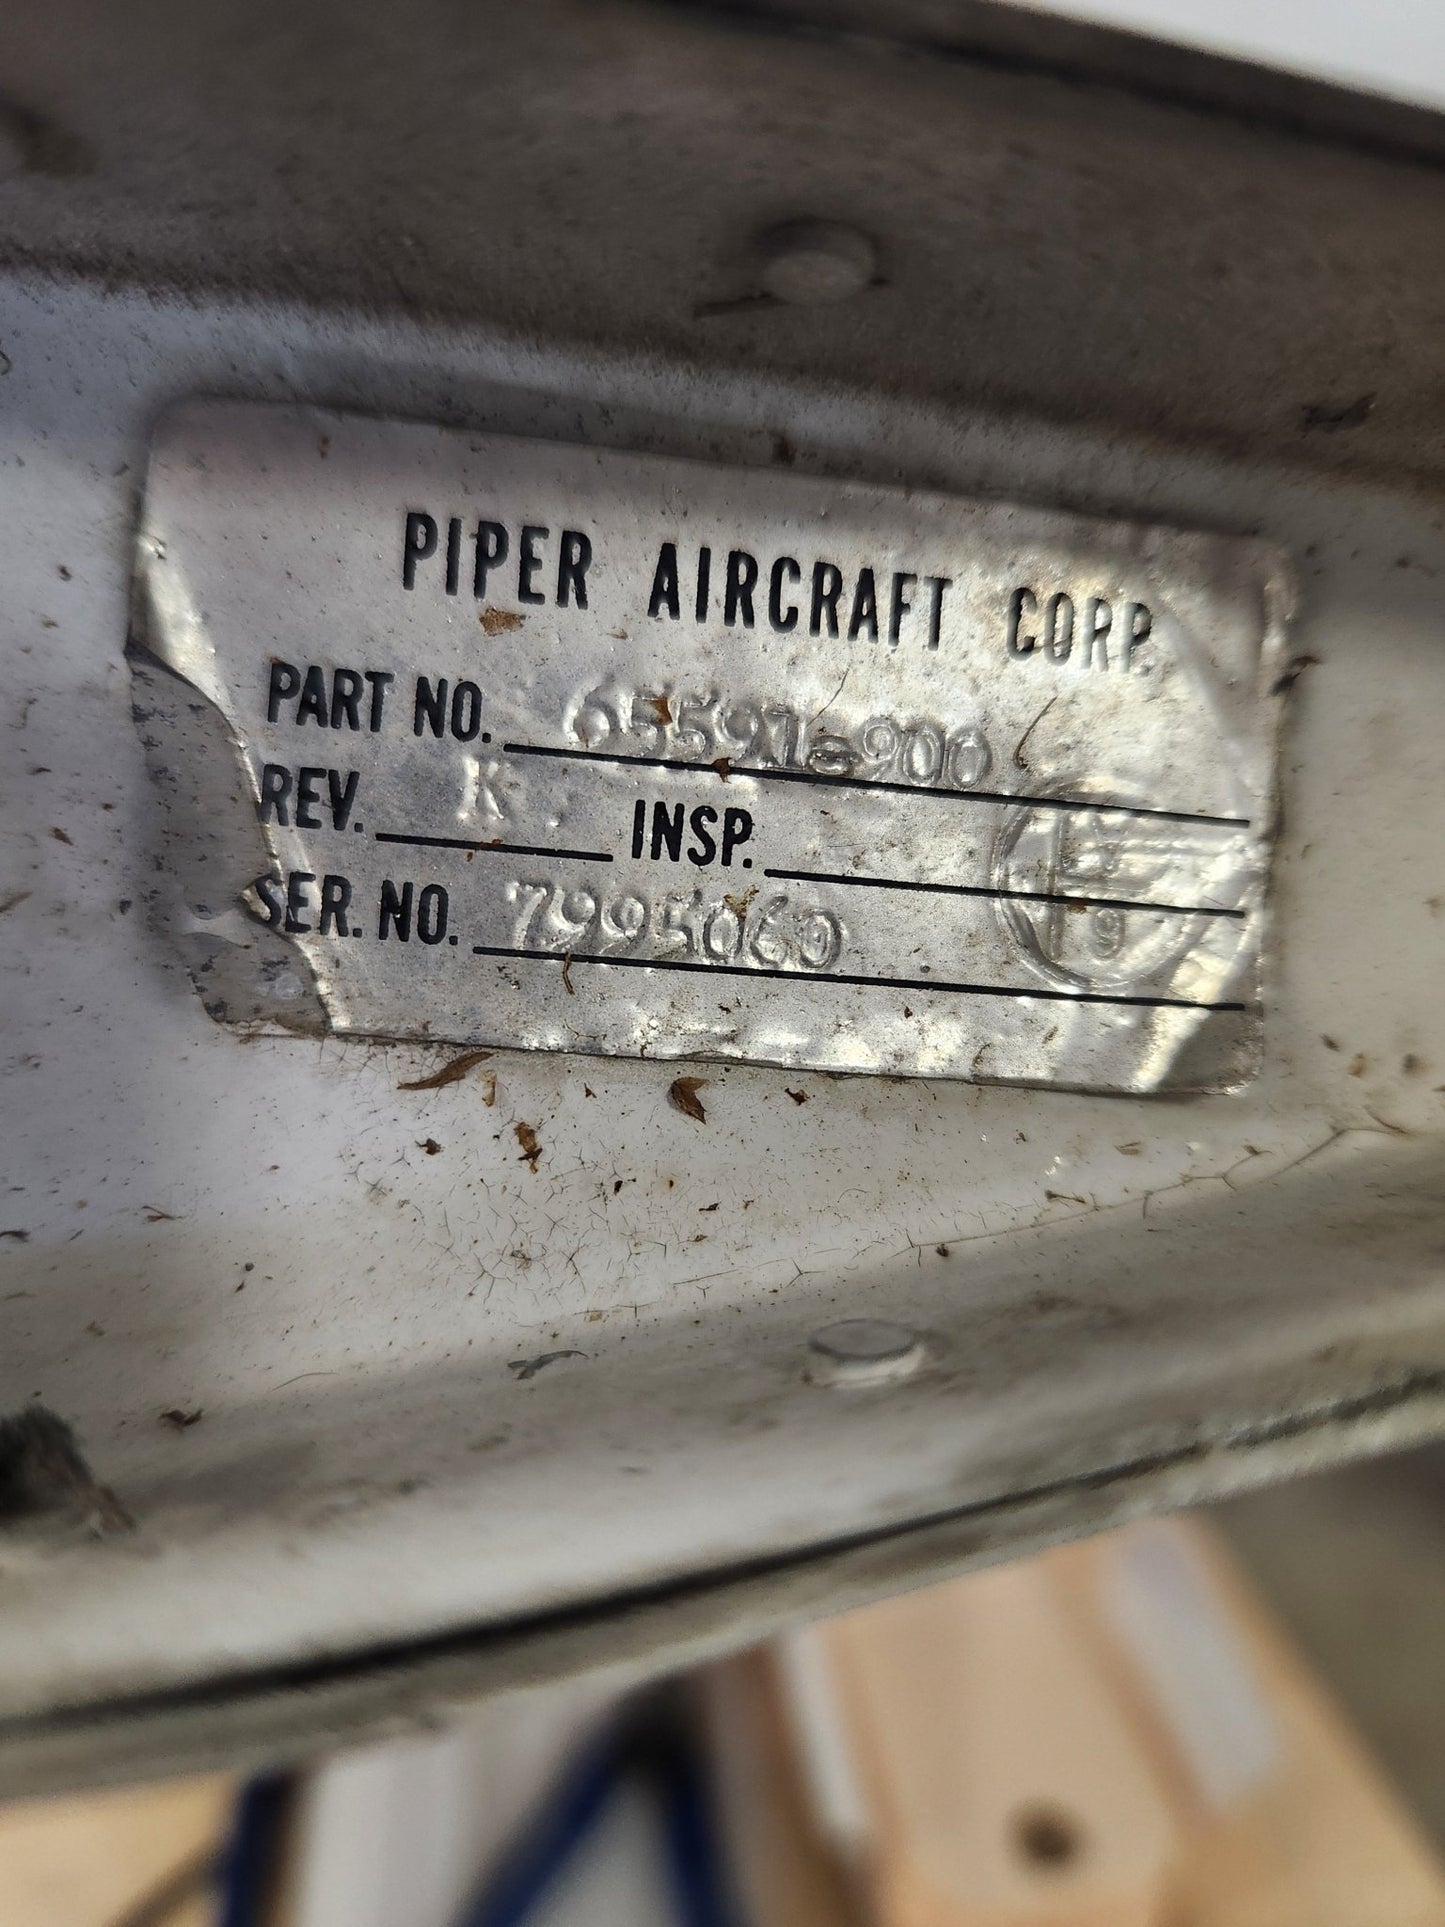 PIPER AIRCRAFT CORP.
PART NO. 65591-900
REV. K INSP.
SER. NO. 7995060